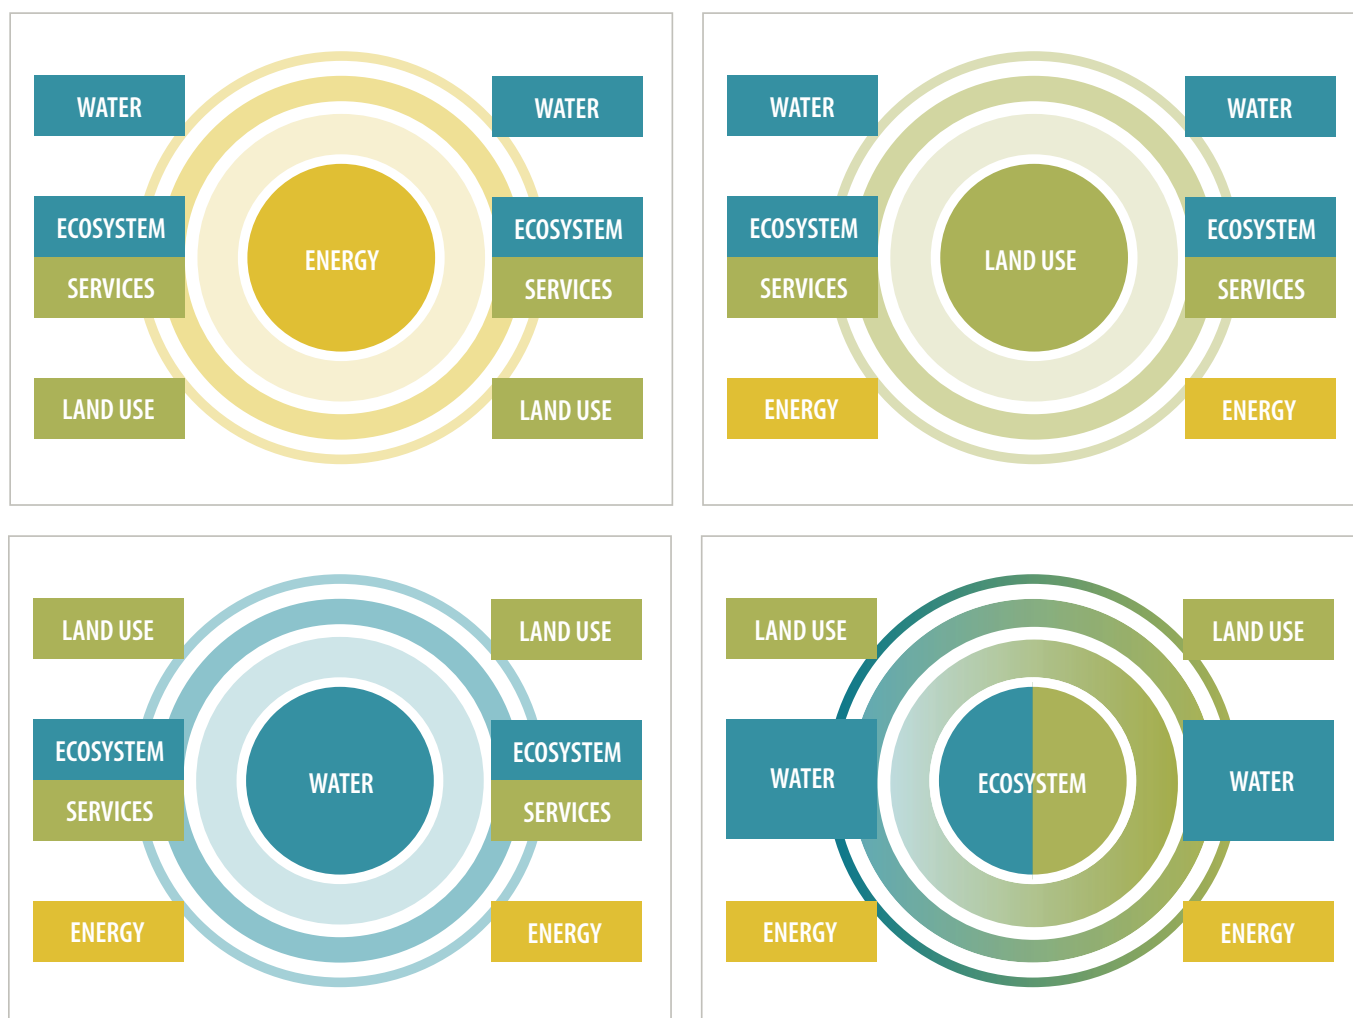 WATER
WATER
ECOSYSTEM
SERVICES
ENERGY
ECOSYSTEM
SERVICES
LAND USE
LAND USE
WATER
WATER
ECOSYSTEM
SERVICES
LAND USE
ECOSYSTEM
SERVICES
ENERGY
ENERGY
LAND USE
LAND USE
ECOSYSTEM
SERVICES
WATER
ECOSYSTEM
SERVICES
ENERGY
ENERGY
LAND USE
LAND USE
WATER
ECOSYSTEM
WATER
ENERGY
ENERGY